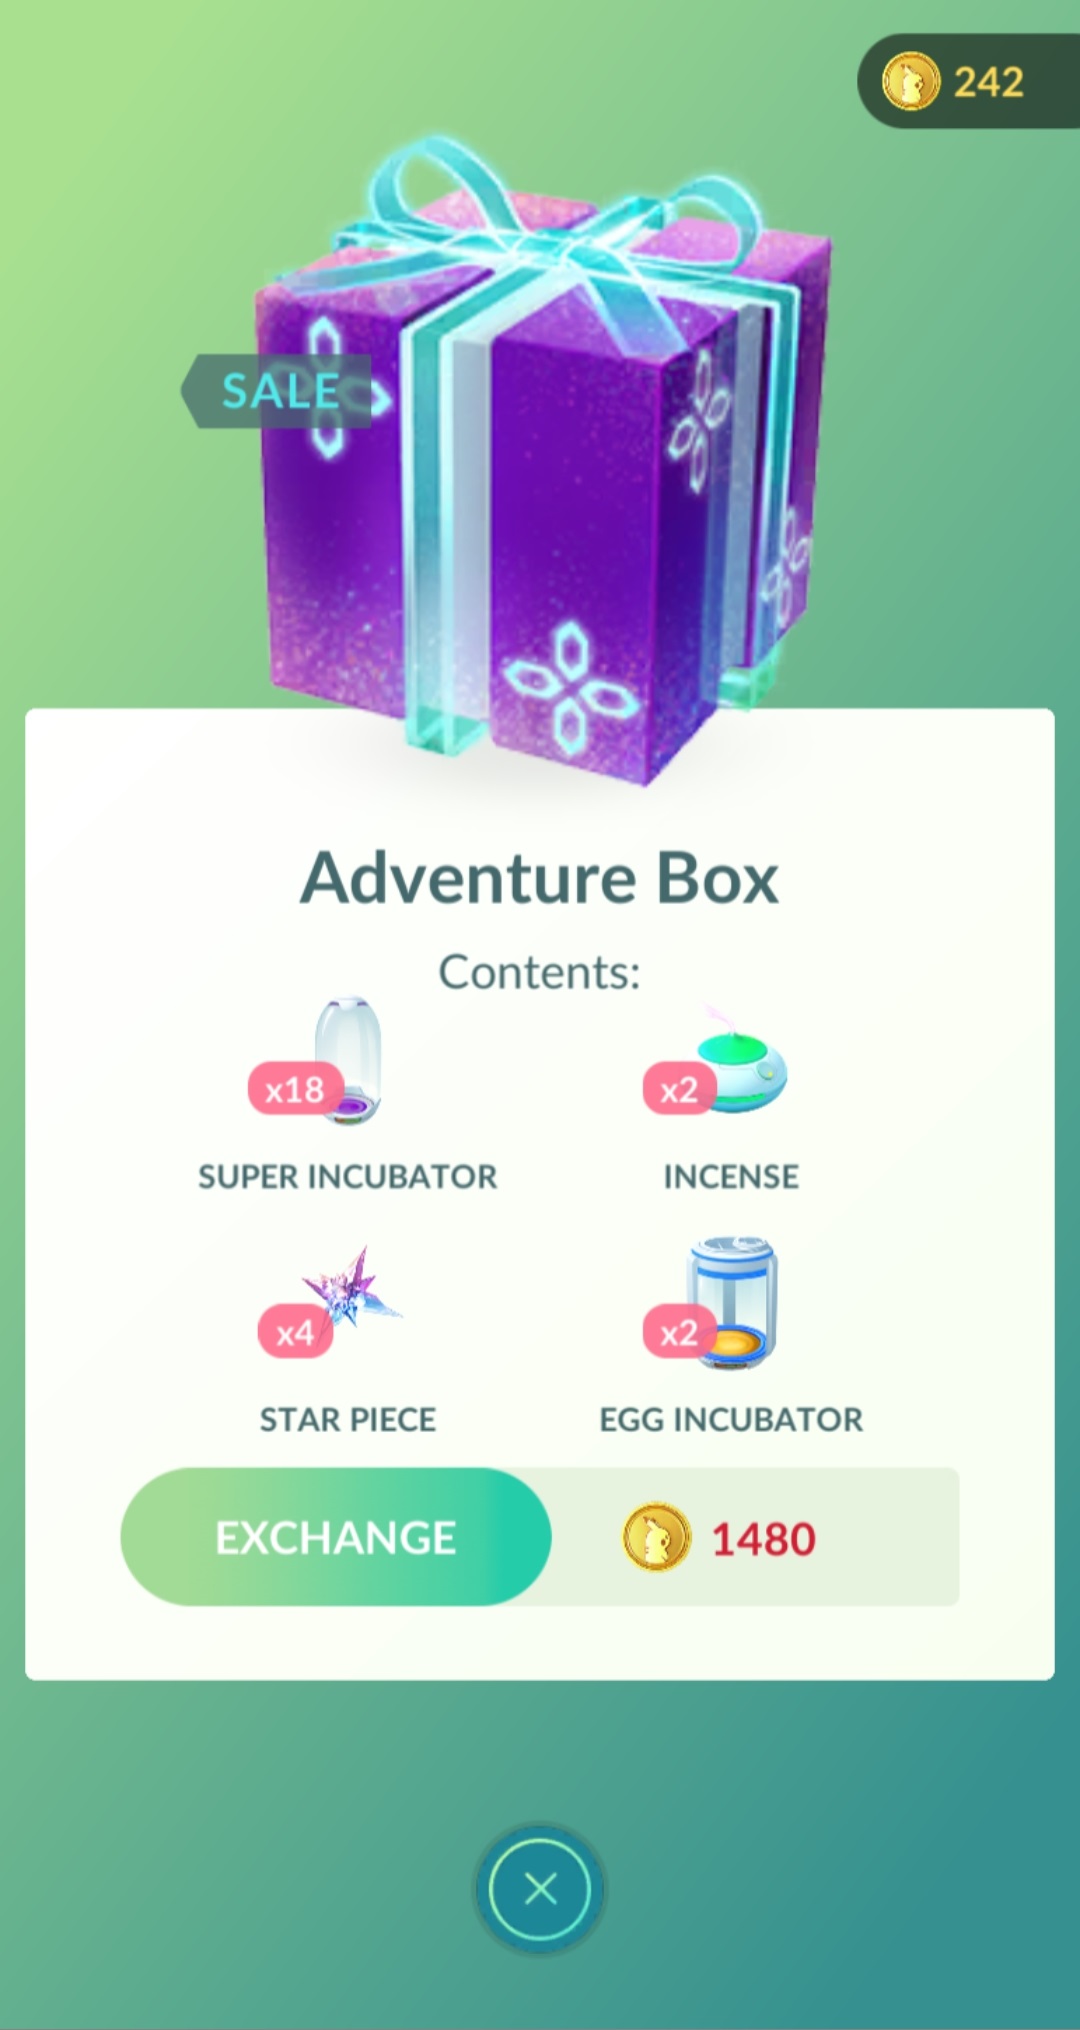 242
SALE
Adventure Box
Contents:
x18
SUPER INCUBATOR
x2
INCENSE
x4
STAR PIECE
x2
EGG INCUBATOR
EXCHANGE
1480